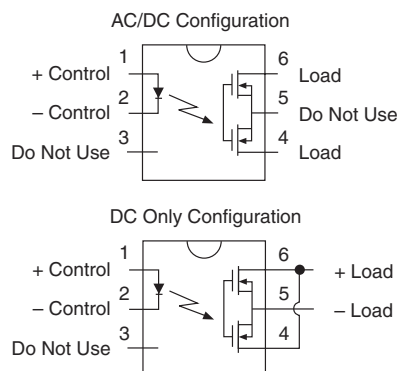 AC/DC Configuration
1
6
+ Control
Load
2
5
– Control
Do Not Use
3
4
Do Not Use
Load
DC Only Configuration
1
6
+ Control
+ Load
2
5
– Control
– Load
3
4
Do Not Use